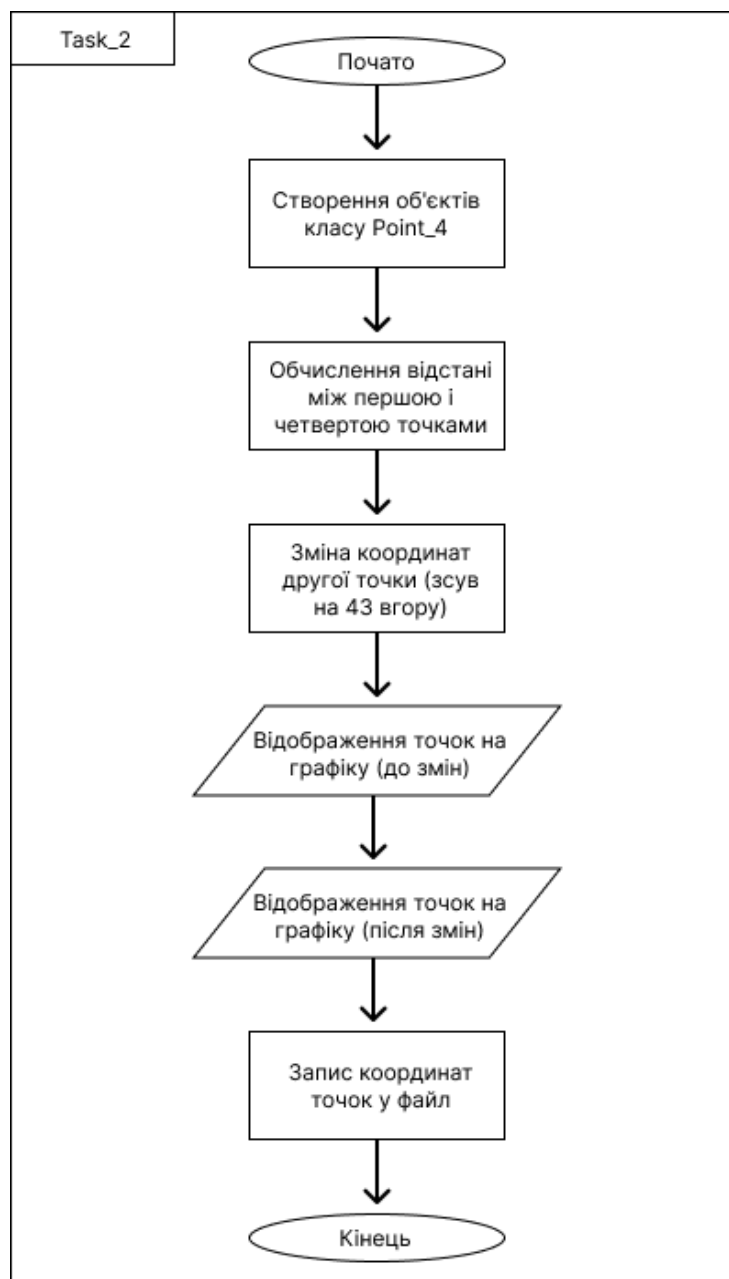 Task_2
Почато
Створення об'єктів
класу Point_4
Обчислення відстані
між першою і
четвертою точками
Зміна координат
другої точки (зсув
на 43 вгору)
Відображення точок на
графіку (до змін)
Відображення точок на
графіку (після змін)
Запис координат
точок у файл
Кінець